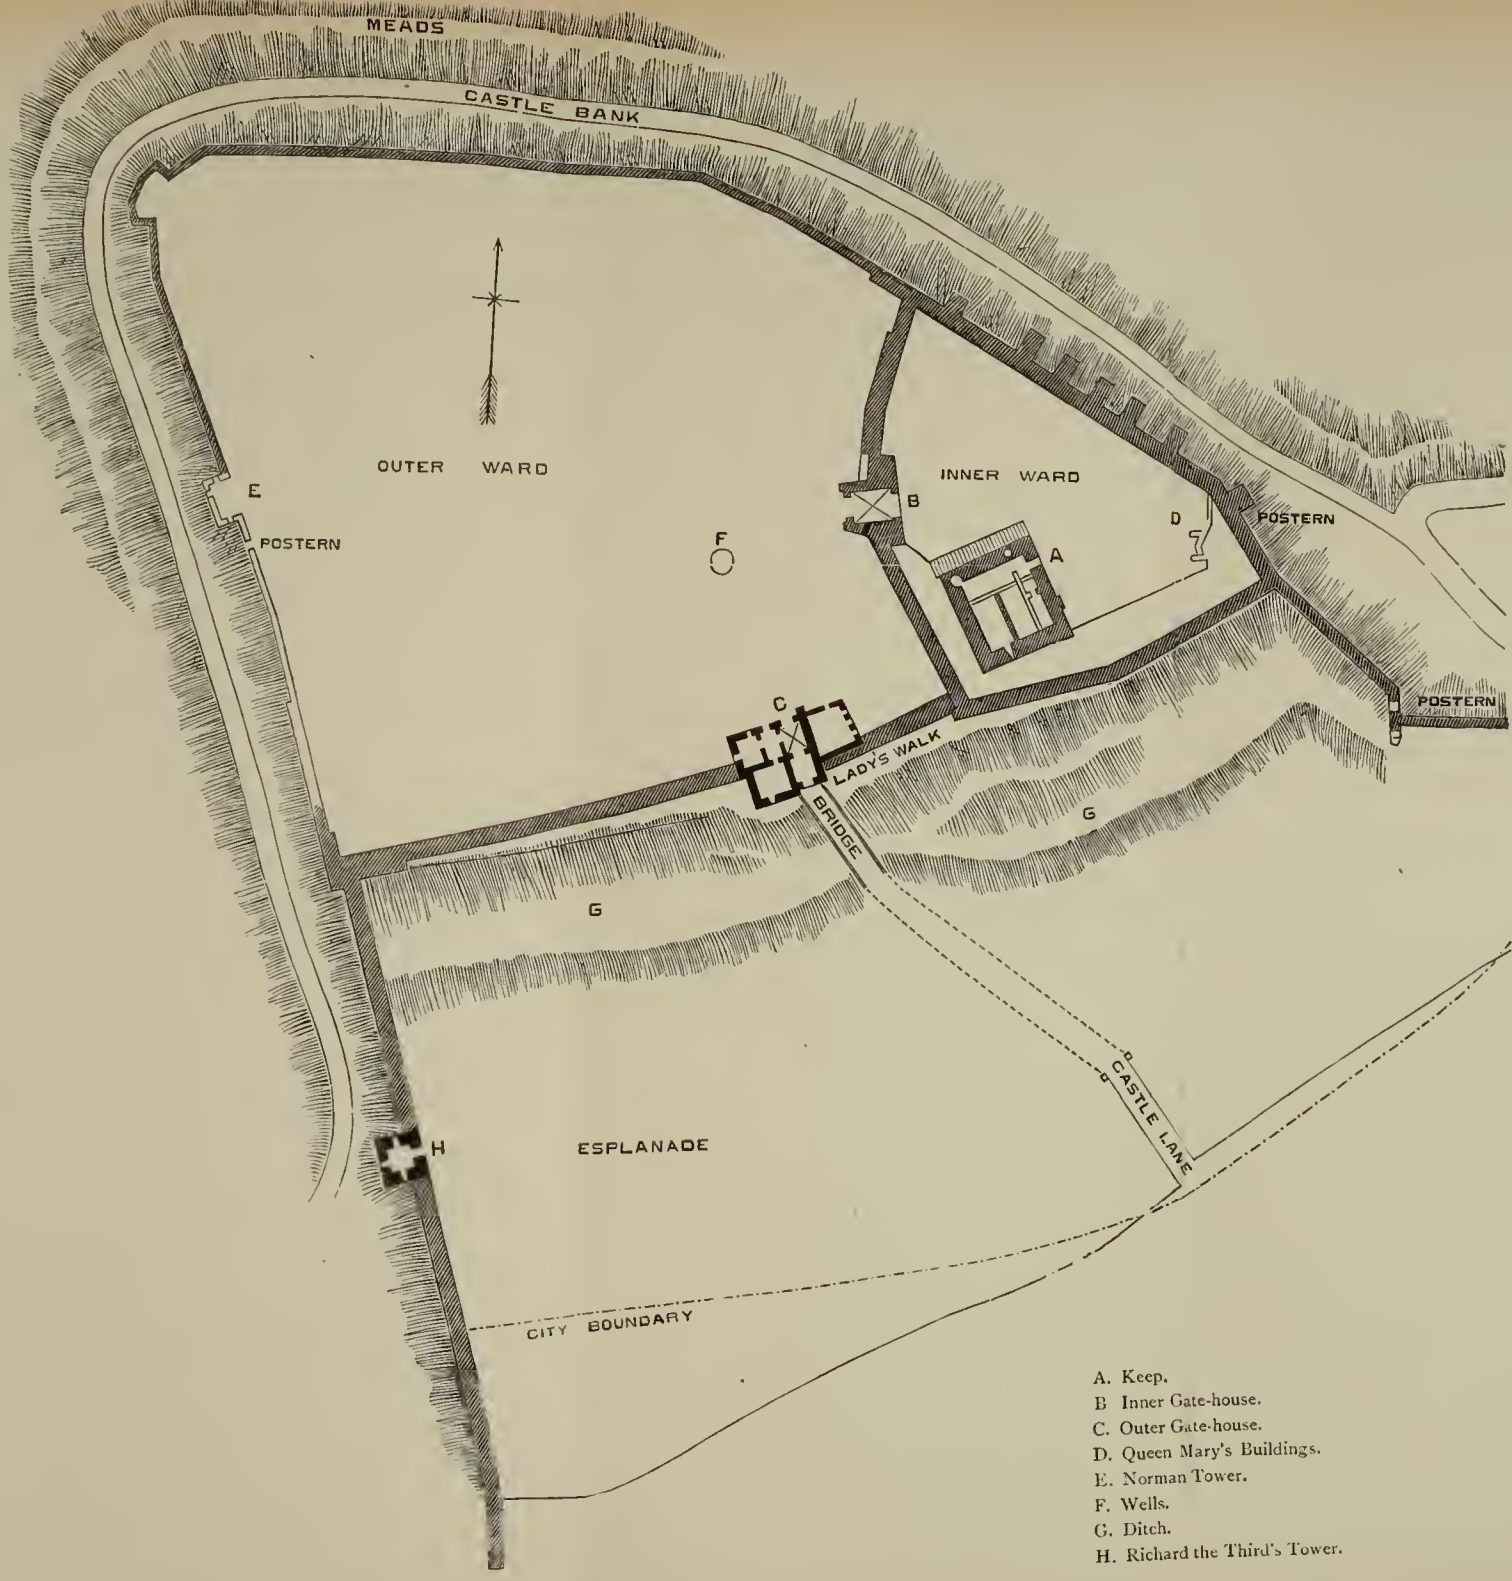 MEADS
CASTLE BANK
OUTER WARD
INNER WARD
E
B
D
POSTERN
F
POSTERN
A
C
POSTERN
LADY'S WALK
BRIDGE
G
G
CASTLE LANE
H
ESPLANADE
CITY BOUNDARY
A. Keep.
B Inner Gate-house.
C. Outer Gate-house.
D. Queen Mary's Buildings.
E. Norman Tower.
F. Wells.
G. Ditch.
H. Richard the Third's Tower.